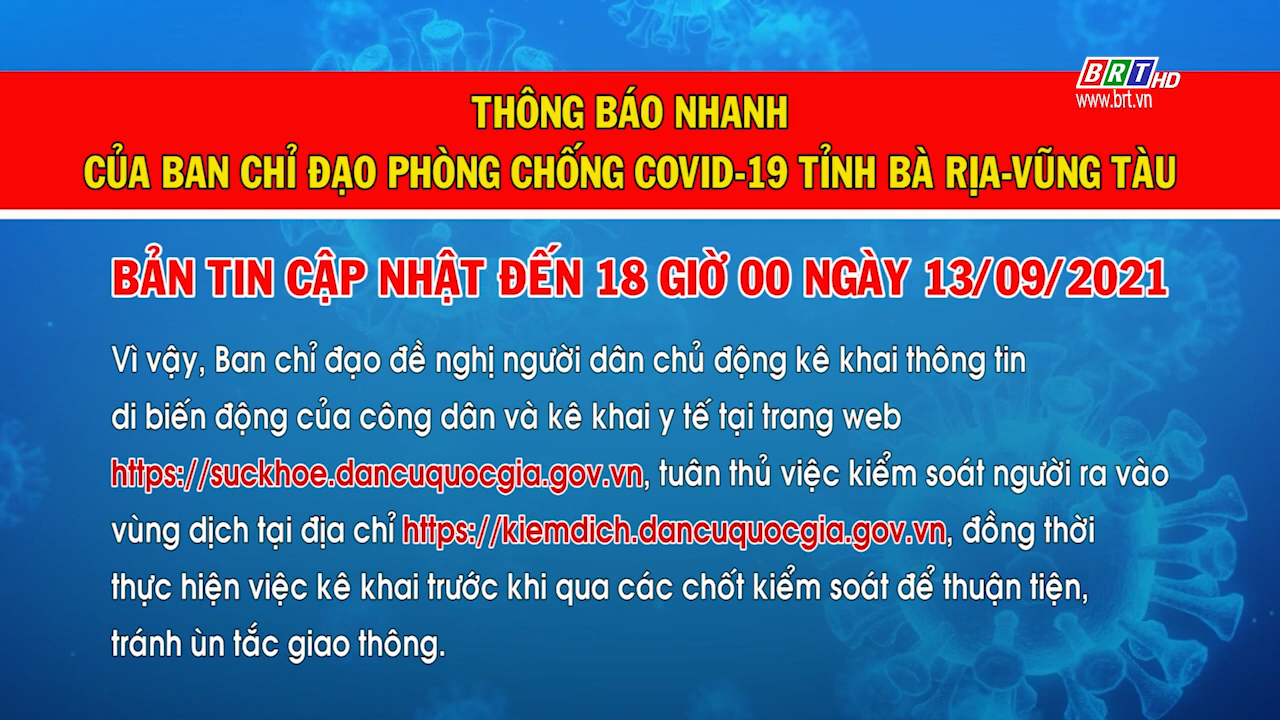 BRT HD
www.brt.vn
THÔNG BÁO NHANH
CỦA BAN CHỈ ĐẠO PHÒNG CHỐNG COVID-19 TỈNH BÀ RỊA-VŨNG TÀU
BẢN TIN CẬP NHẬT ĐẾN 18 GIỜ 00 NGÀY 13/09/2021
Vì vậy, Ban chỉ đạo đề nghị người dân chủ động kê khai thông tin
di biến động của công dân và kê khai y tế tại trang web
https://suckhoe.dancuquocgia.gov.vn, tuân thủ việc kiểm soát người ra vào
vùng dịch tại địa chỉ https://kiemdich.dancuquocgia.gov.vn, đồng thời
thực hiện việc kê khai trước khi qua các chốt kiểm soát để thuận tiện,
tránh ùn tắc giao thông.